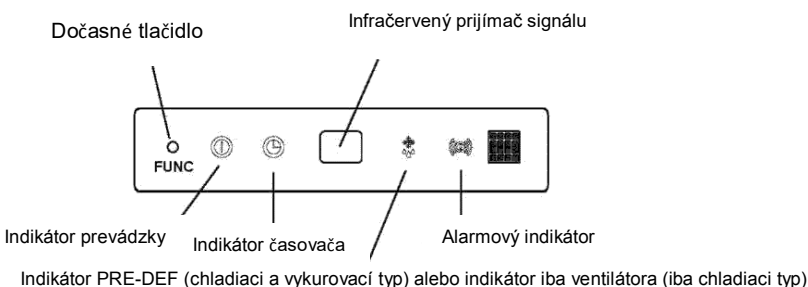 Dočasné tlačidlo
Infračervený prijímač signálu
FUNC
Indikátor prevádzky
Indikátor časovača
Alarmový indikátor
Indikátor PRE-DEF (chladiaci a vykurovací typ) alebo indikátor iba ventilátora (iba chladiaci typ)